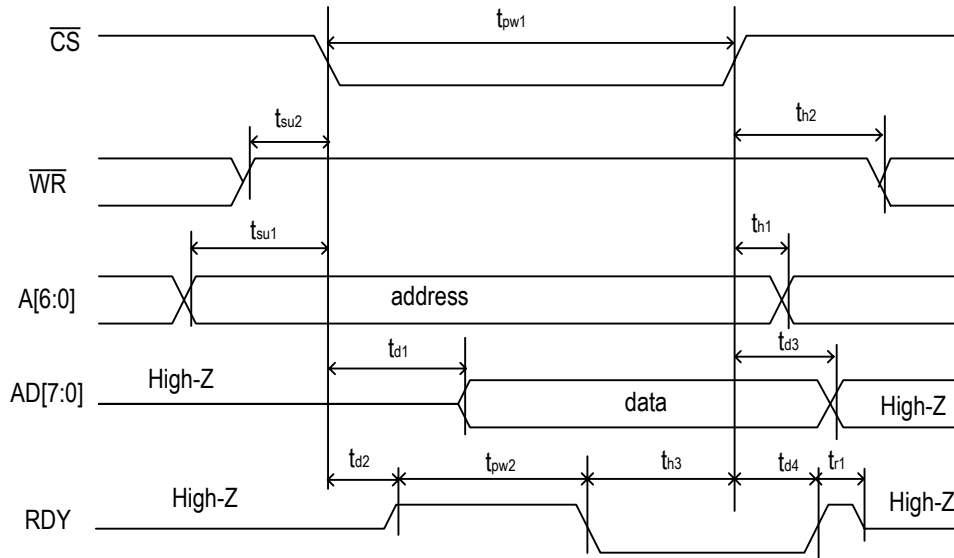 CS tpw1
tsu2 th2
WR
tsu1 th1
A[6:0] address
td1 td3
High-Z
AD[7:0] data High-Z
td2 tpw2 th3 td4 tr1
High-Z High-Z
RDY